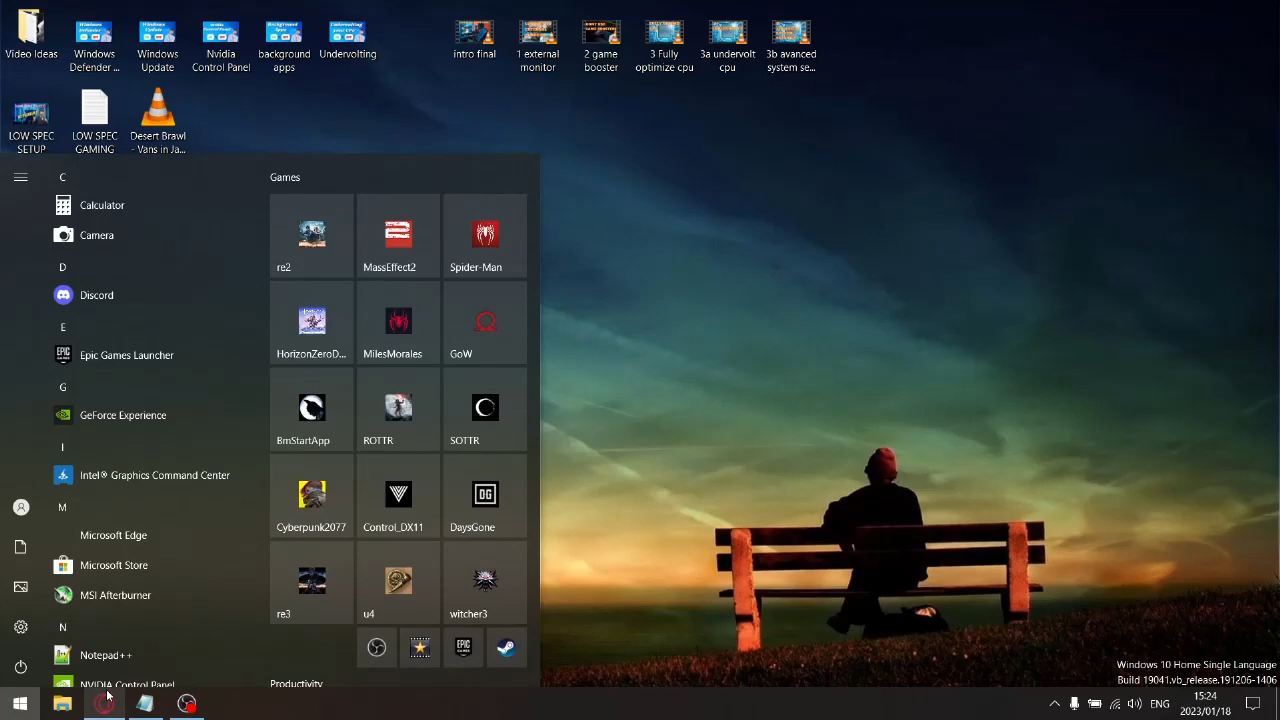 Video Ideas
Windows Defender ...
Windows Update
Nvidia Control Panel
background apps
Undervolting
intro final
1 external monitor
2 game booster
3 Fully optimize cpu
3a undervolt cpu
3b avanced system se...
LOW SPEC SETUP
LOW SPEC GAMING
Desert Brawl - Vans in Ja...
C
Calculator
Camera
D
Discord
E
Epic Games Launcher
G
GeForce Experience
I
Intel® Graphics Command Center
M
Microsoft Edge
Microsoft Store
MSI Afterburner
N
Notepad++
NVIDIA Control Panel
Games
re2
MassEffect2
Spider-Man
HorizonZeroD...
MilesMorales
GoW
BmStartApp
ROTTR
SOTTR
Cyberpunk2077
Control_DX11
DaysGone
re3
u4
witcher3
Productivity
Windows 10 Home Single Language
Build 19041.vb_release.191206-1406
ENG
15:24
2023/01/18